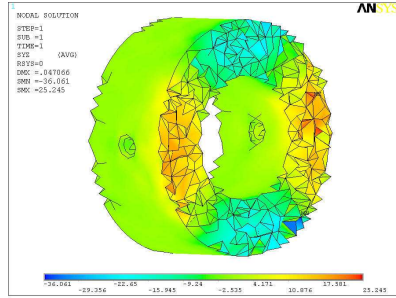 1
NODAL SOLUTION
ANSYS
STEP=1
SUB =1
TIME=1
SYZ (AVG)
RSYS=0
DMX =.047066
SMN =-36.061
SMX =25.245
-36.061 -22.65 -9.24 4.171 17.581
-29.356 -15.945 -2.535 10.876 25.245